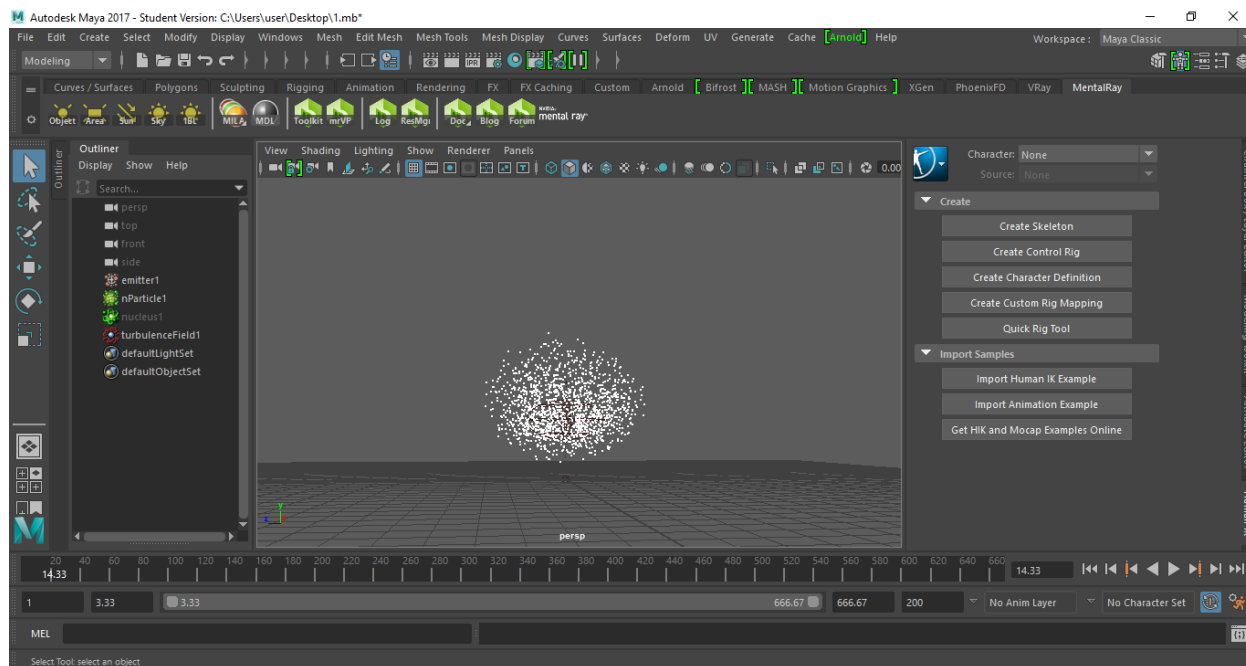 Autodesk Maya 2017 - Student Version: C:\Users\user\Desktop\1.mb*
File Edit Create Select Modify Display Windows Mesh Edit Mesh Mesh Tools Mesh Display Curves Surfaces Deform UV Generate Cache [Arnold] Help Workspace: Maya Classic
Modeling
Curves / Surfaces Polygons Sculpting Rigging Animation Rendering FX FX Caching Custom Arnold [ Bifrost ][ MASH ][ Motion Graphics ] XGen PhoenixFD VRay MentalRay
Object Area Sun Sky IBL MILA MDL Toolkit mrVP Log ResMgr Doc Blog Forum NVIDIA. mental ray
Outliner
Outliner
Display Show Help
Search...
persp
top
front
side
emitter1
nParticle1
nucleus1
turbulenceField1
defaultLightSet
defaultObjectSet
View Shading Lighting Show Renderer Panels
0.00
y
z
persp
Character: None
Source: None
Create
Create Skeleton
Create Control Rig
Create Character Definition
Create Custom Rig Mapping
Quick Rig Tool
Import Samples
Import Human IK Example
Import Animation Example
Get HIK and Mocap Examples Online
20 40 60 80 100 120 140 160 180 200 220 240 260 280 300 320 340 360 380 400 420 440 460 480 500 520 540 560 580 600 620 640 660
14.33 14.33
1 3.33 3.33 666.67 666.67 200 No Anim Layer No Character Set
MEL
Select Tool: select an object